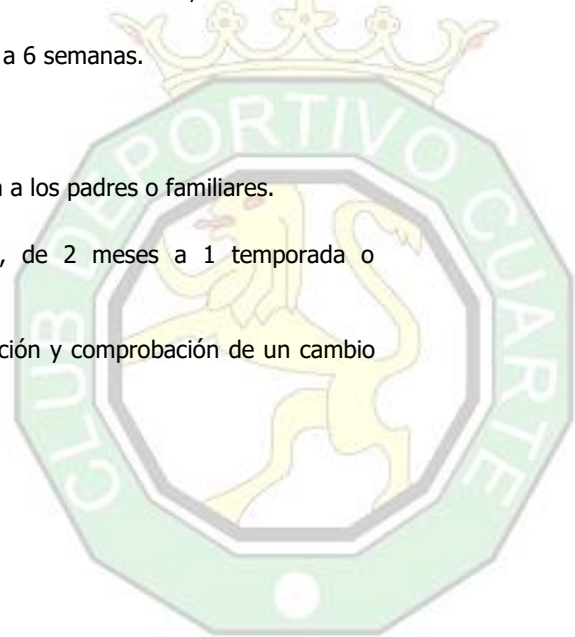 a 6 semanas.
a los padres o familiares.
, de 2 meses a 1 temporada o
ción y comprobación de un cambio
CLUB DEPORTIVO CUARTE